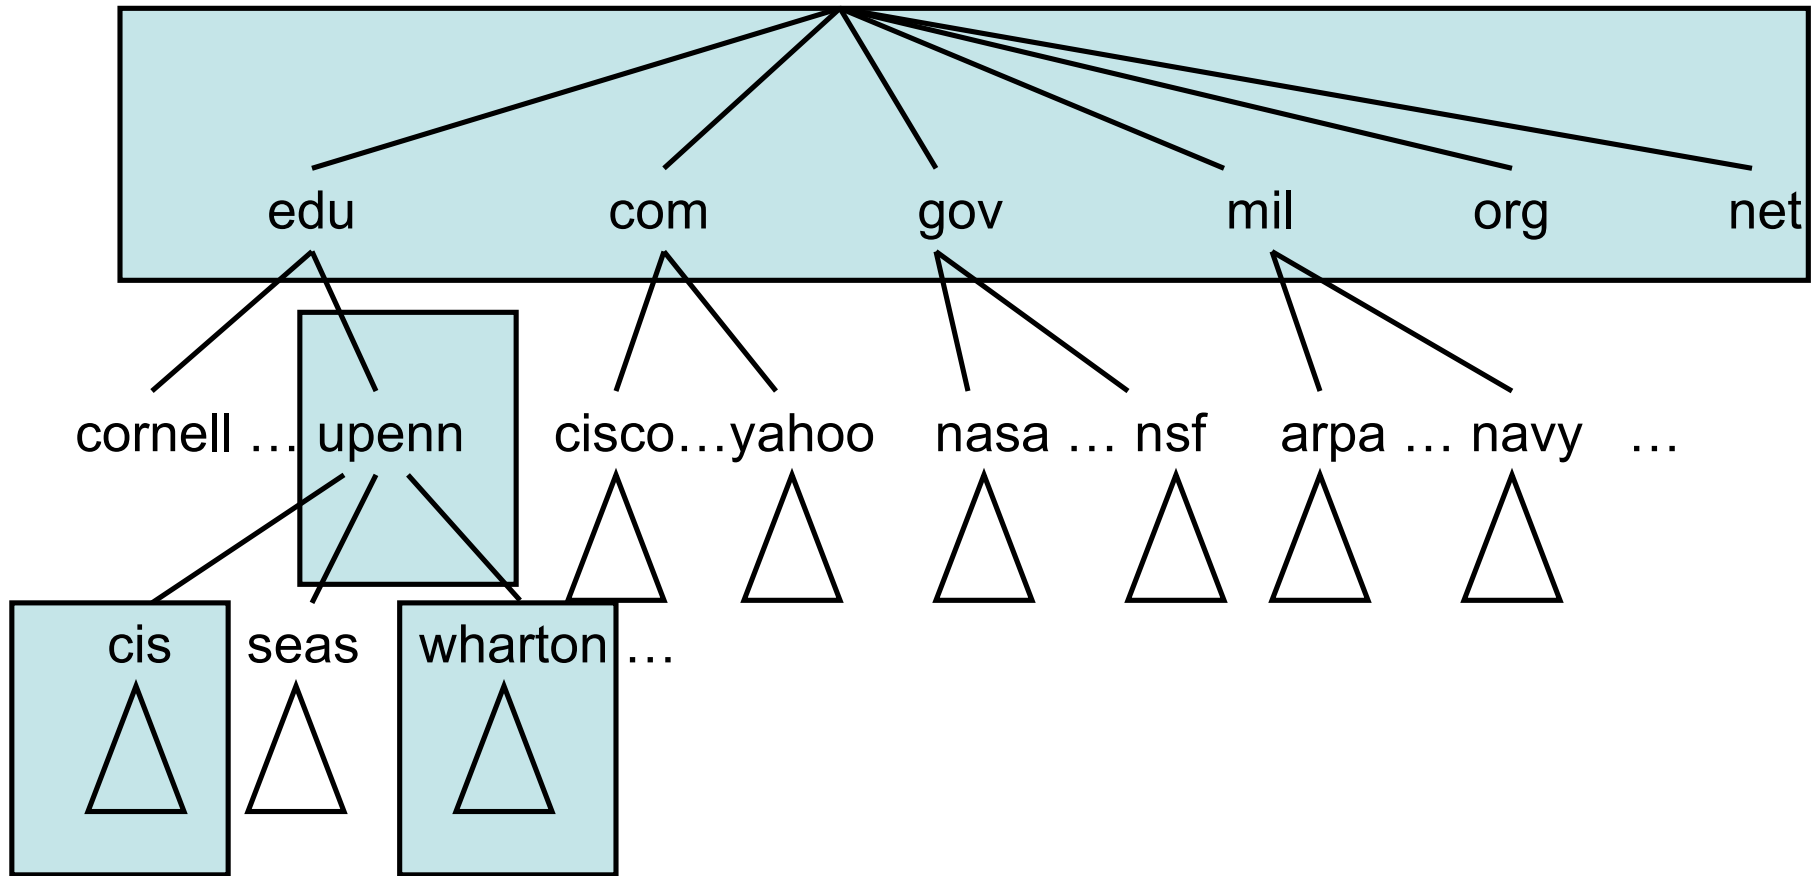 edu com gov mil org net
cornell … upenn cisco…yahoo nasa … nsf arpa … navy …
cis seas wharton …